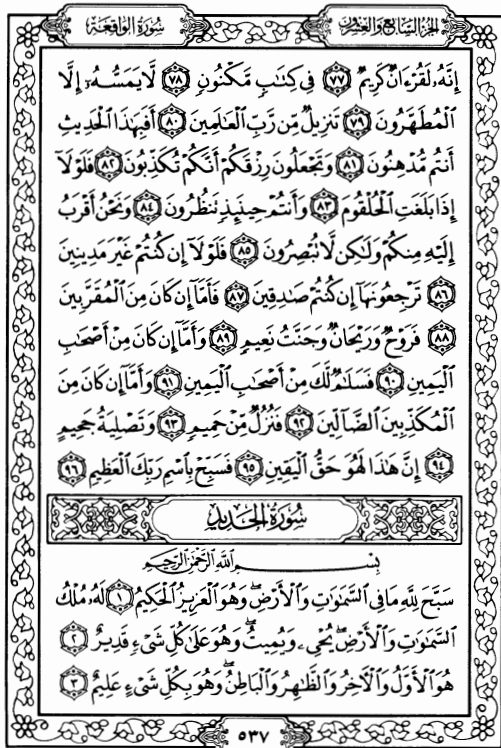 الجزء السابع والعشرون
سورة الواقعة
إِنَّهُۥ لَقُرْءَانٌ كَرِيمٌ ﴿٧٧﴾ فِى كِتَٰبٍ مَّكْنُونٍ ﴿٧٨﴾ لَّا يَمَسُّهُۥٓ إِلَّا
ٱلْمُطَهَّرُونَ ﴿٧٩﴾ تَنزِيلٌ مِّن رَّبِّ ٱلْعَٰلَمِينَ ﴿٨٠﴾ أَفَبِهَٰذَا ٱلْحَدِيثِ
أَنتُم مُّدْهِنُونَ ﴿٨١﴾ وَتَجْعَلُونَ رِزْقَكُمْ أَنَّكُمْ تُكَذِّبُونَ ﴿٨٢﴾ فَلَوْلَآ
إِذَا بَلَغَتِ ٱلْحُلْقُومَ ﴿٨٣﴾ وَأَنتُمْ حِينَئِذٍ تَنظُرُونَ ﴿٨٤﴾ وَنَحْنُ أَقْرَبُ
إِلَيْهِ مِنكُمْ وَلَٰكِن لَّا تُبْصِرُونَ ﴿٨٥﴾ فَلَوْلَآ إِن كُنتُمْ غَيْرَ مَدِينِينَ
﴿٨٦﴾ تَرْجِعُونَهَآ إِن كُنتُمْ صَٰدِقِينَ ﴿٨٧﴾ فَأَمَّآ إِن كَانَ مِنَ ٱلْمُقَرَّبِينَ
﴿٨٨﴾ فَرَوْحٌ وَرَيْحَانٌ وَجَنَّتُ نَعِيمٍ ﴿٨٩﴾ وَأَمَّآ إِن كَانَ مِنْ أَصْحَٰبِ
ٱلْيَمِينِ ﴿٩٠﴾ فَسَلَٰمٌ لَّكَ مِنْ أَصْحَٰبِ ٱلْيَمِينِ ﴿٩١﴾ وَأَمَّآ إِن كَانَ مِنَ
ٱلْمُكَذِّبِينَ ٱلضَّآلِّينَ ﴿٩٢﴾ فَنُزُلٌ مِّنْ حَمِيمٍ ﴿٩٣﴾ وَتَصْلِيَةُ جَحِيمٍ
﴿٩٤﴾ إِنَّ هَٰذَا لَهُوَ حَقُّ ٱلْيَقِينِ ﴿٩٥﴾ فَسَبِّحْ بِٱسْمِ رَبِّكَ ٱلْعَظِيمِ ﴿٩٦﴾
سُورَةُ الحَدِيدِ
بِسْمِ ٱللَّهِ ٱلرَّحْمَٰنِ ٱلرَّحِيمِ
سَبَّحَ لِلَّهِ مَا فِى ٱلسَّمَٰوَٰتِ وَٱلْأَرْضِ ۖ وَهُوَ ٱلْعَزِيزُ ٱلْحَكِيمُ ﴿١﴾ لَهُۥ مُلْكُ
ٱلسَّمَٰوَٰتِ وَٱلْأَرْضِ ۖ يُحْىِۦ وَيُمِيتُ ۖ وَهُوَ عَلَىٰ كُلِّ شَىْءٍ قَدِيرٌ ﴿٢﴾
هُوَ ٱلْأَوَّلُ وَٱلْءَاخِرُ وَٱلظَّٰهِرُ وَٱلْبَاطِنُ ۖ وَهُوَ بِكُلِّ شَىْءٍ عَلِيمٌ ﴿٣﴾
٥٣٧